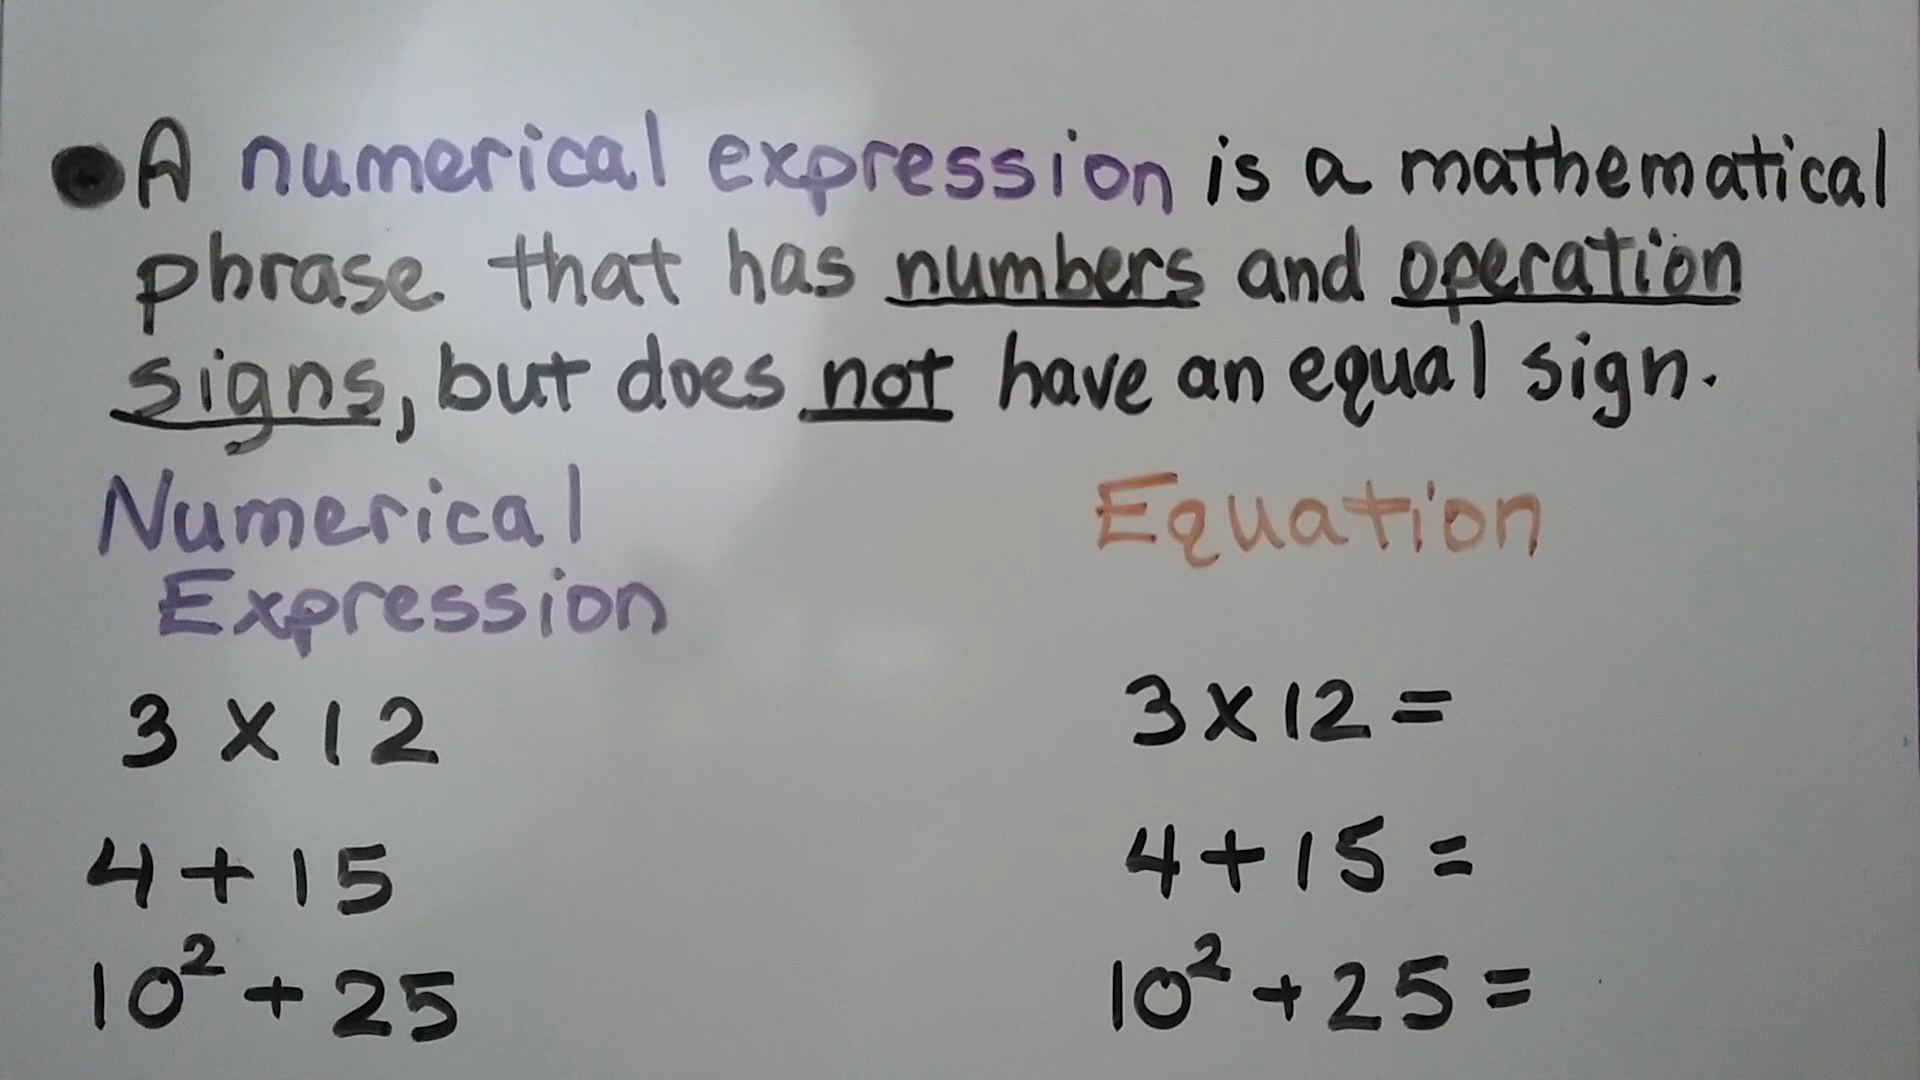 • A numerical expression is a mathematical
phrase that has numbers and operation
signs, but does not have an equal sign.
Numerical
Expression
Equation
3 x 12
3 x 12 =
4 + 15
4 + 15 =
10² + 25
10² + 25 =